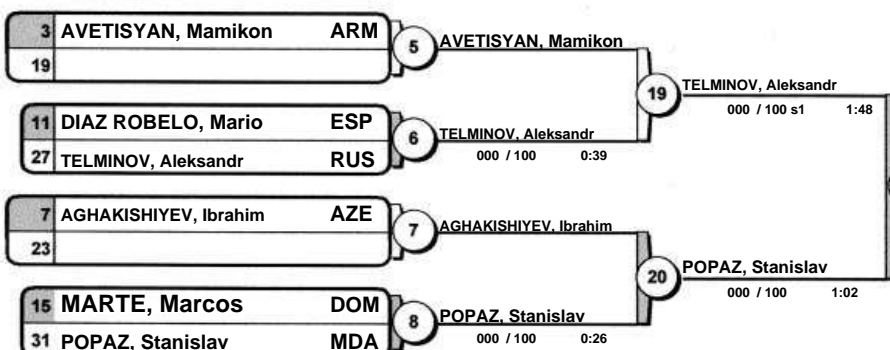 3 AVETISYAN, Mamikon ARM
19
5 AVETISYAN, Mamikon
11 DIAZ ROBELO, Mario ESP
27 TELMINOV, Aleksandr RUS
6 TELMINOV, Aleksandr
000 / 100 0:39
19 TELMINOV, Aleksandr
000 / 100 s1 1:48
7 AGHAKISHIYEV, Ibrahim AZE
23
7 AGHAKISHIYEV, Ibrahim
15 MARTE, Marcos DOM
31 POPAZ, Stanislav MDA
8 POPAZ, Stanislav
000 / 100 0:26
20 POPAZ, Stanislav
000 / 100 1:02